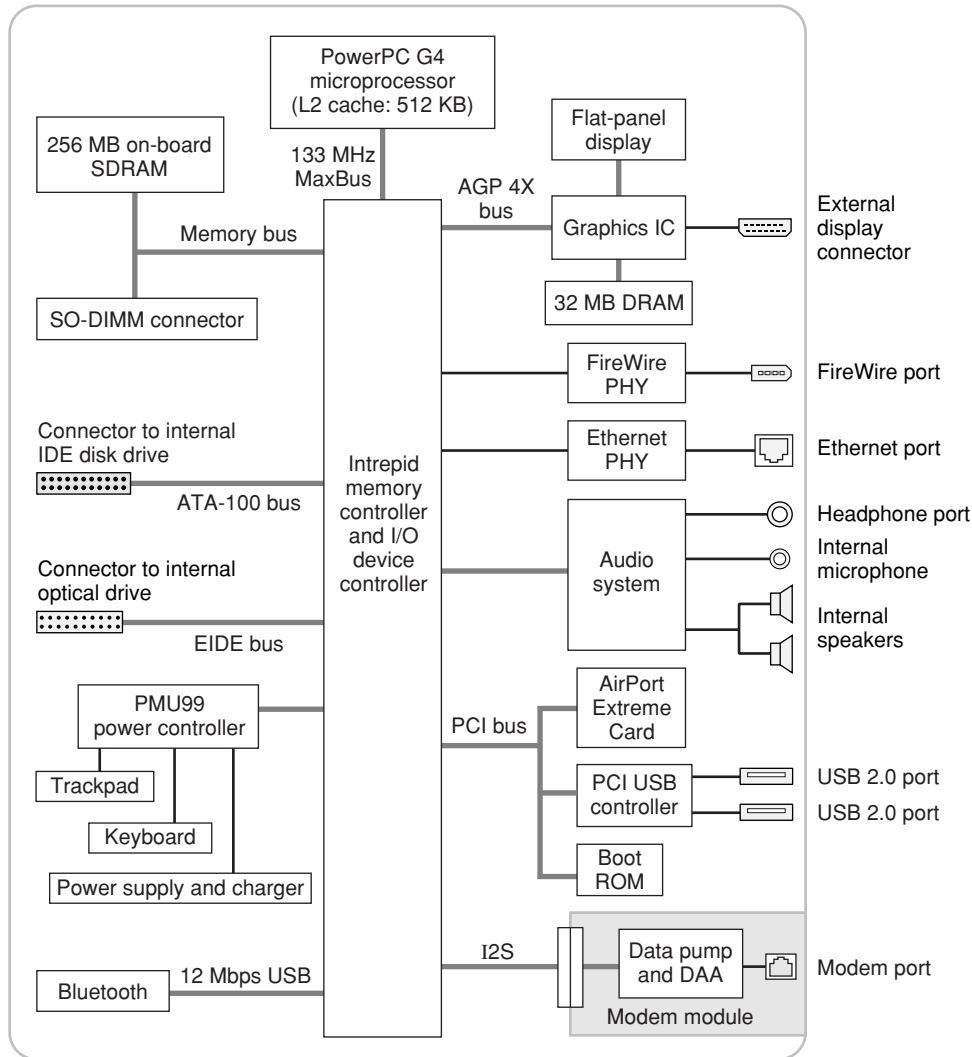 PowerPC G4
microprocessor
(L2 cache: 512 KB)
256 MB on-board
SDRAM
133 MHz
MaxBus
Flat-panel
display
AGP 4X
bus
Graphics IC
External
display
connector
Memory bus
32 MB DRAM
SO-DIMM connector
FireWire
PHY
FireWire port
Connector to internal
IDE disk drive
ATA-100 bus
Ethernet
PHY
Ethernet port
Intrepid
memory
controller
and I/O
device
controller
Audio
system
Headphone port
Internal
microphone
Internal
speakers
Connector to internal
optical drive
EIDE bus
PMU99
power controller
Trackpad
Keyboard
Power supply and charger
PCI bus
AirPort
Extreme
Card
PCI USB
controller
USB 2.0 port
USB 2.0 port
Boot
ROM
Bluetooth
12 Mbps USB
I2S
Data pump
and DAA
Modem port
Modem module